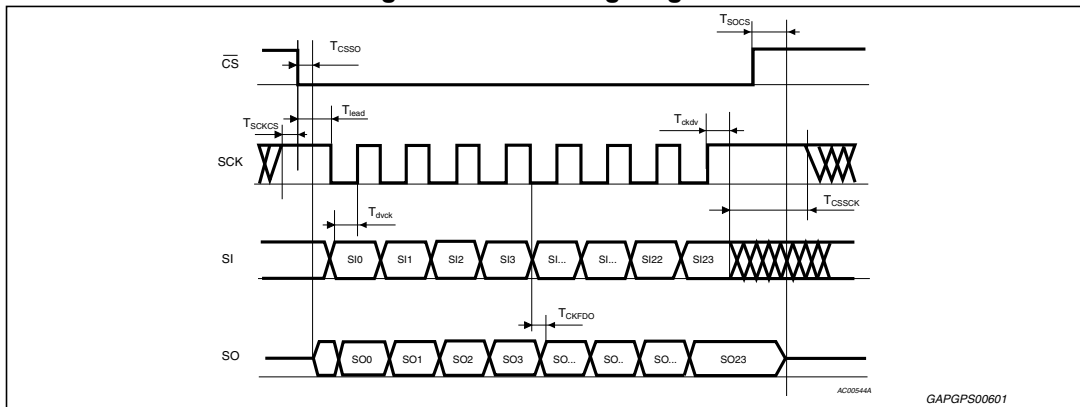 T_SOCS
T_CSSO
CS
T_lead
T_SCKCS
T_ckdv
SCK
T_CSSCK
T_dvck
SI SI0 SI1 SI2 SI3 SI... SI... SI22 SI23
T_CKFDO
SO SO0 SO1 SO2 SO3 SO... SO.. SO... SO23
AC00544A
GAPGPS00601